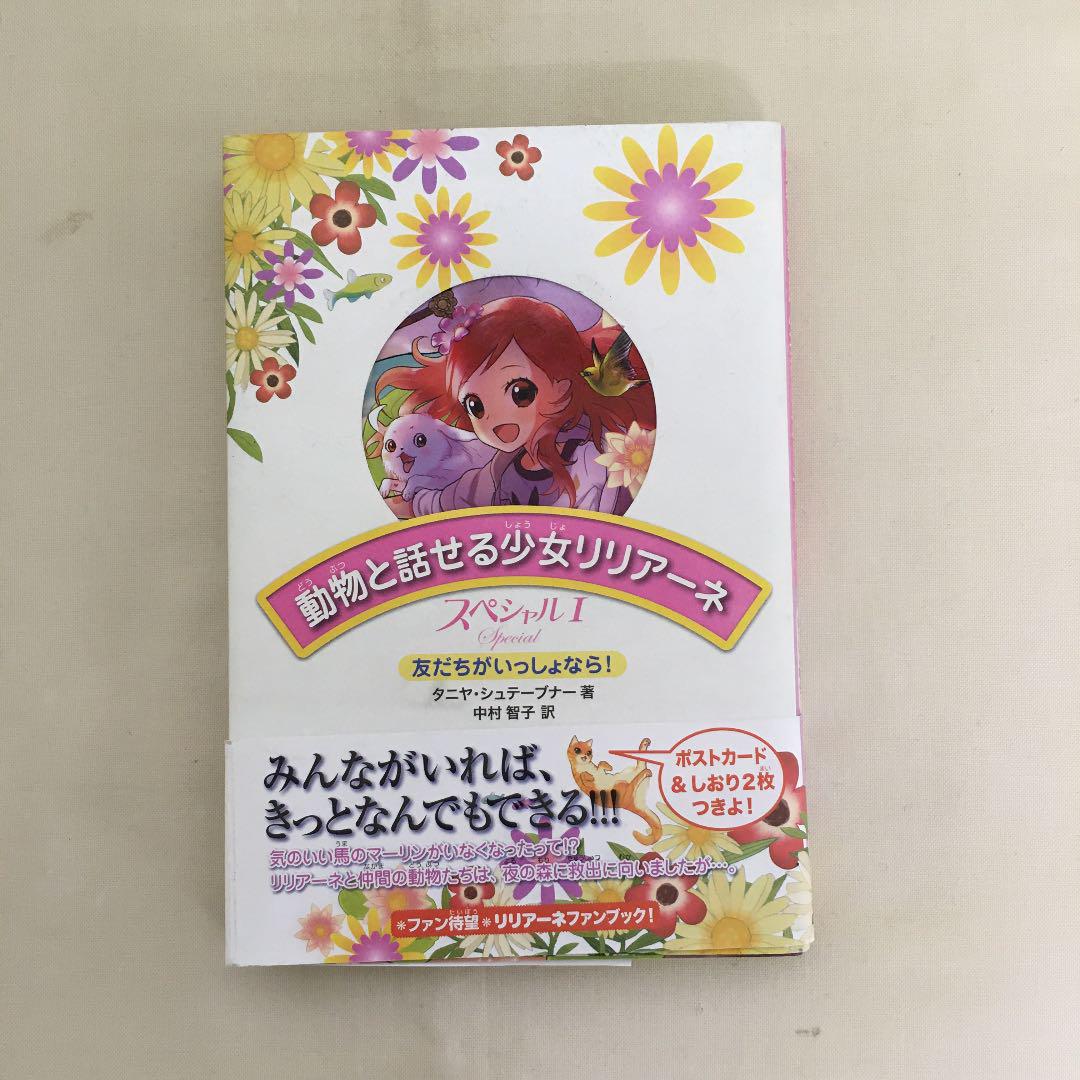 動物と話せる少女リリアーネ
スペシャル I
Special
友だちがいっしょなら!
タニヤ・シュテーブナー 著
中村 智子 訳
みんながいれば、
きっとなんでもできる!!!
ポストカード
&しおり2枚
つきよ!
気のいい馬のマーリンがいなくなったって!?
リリアーネと仲間の動物たちは、夜の森に救出に向いましたが…。
*ファン待望*リリアーネファンブック!